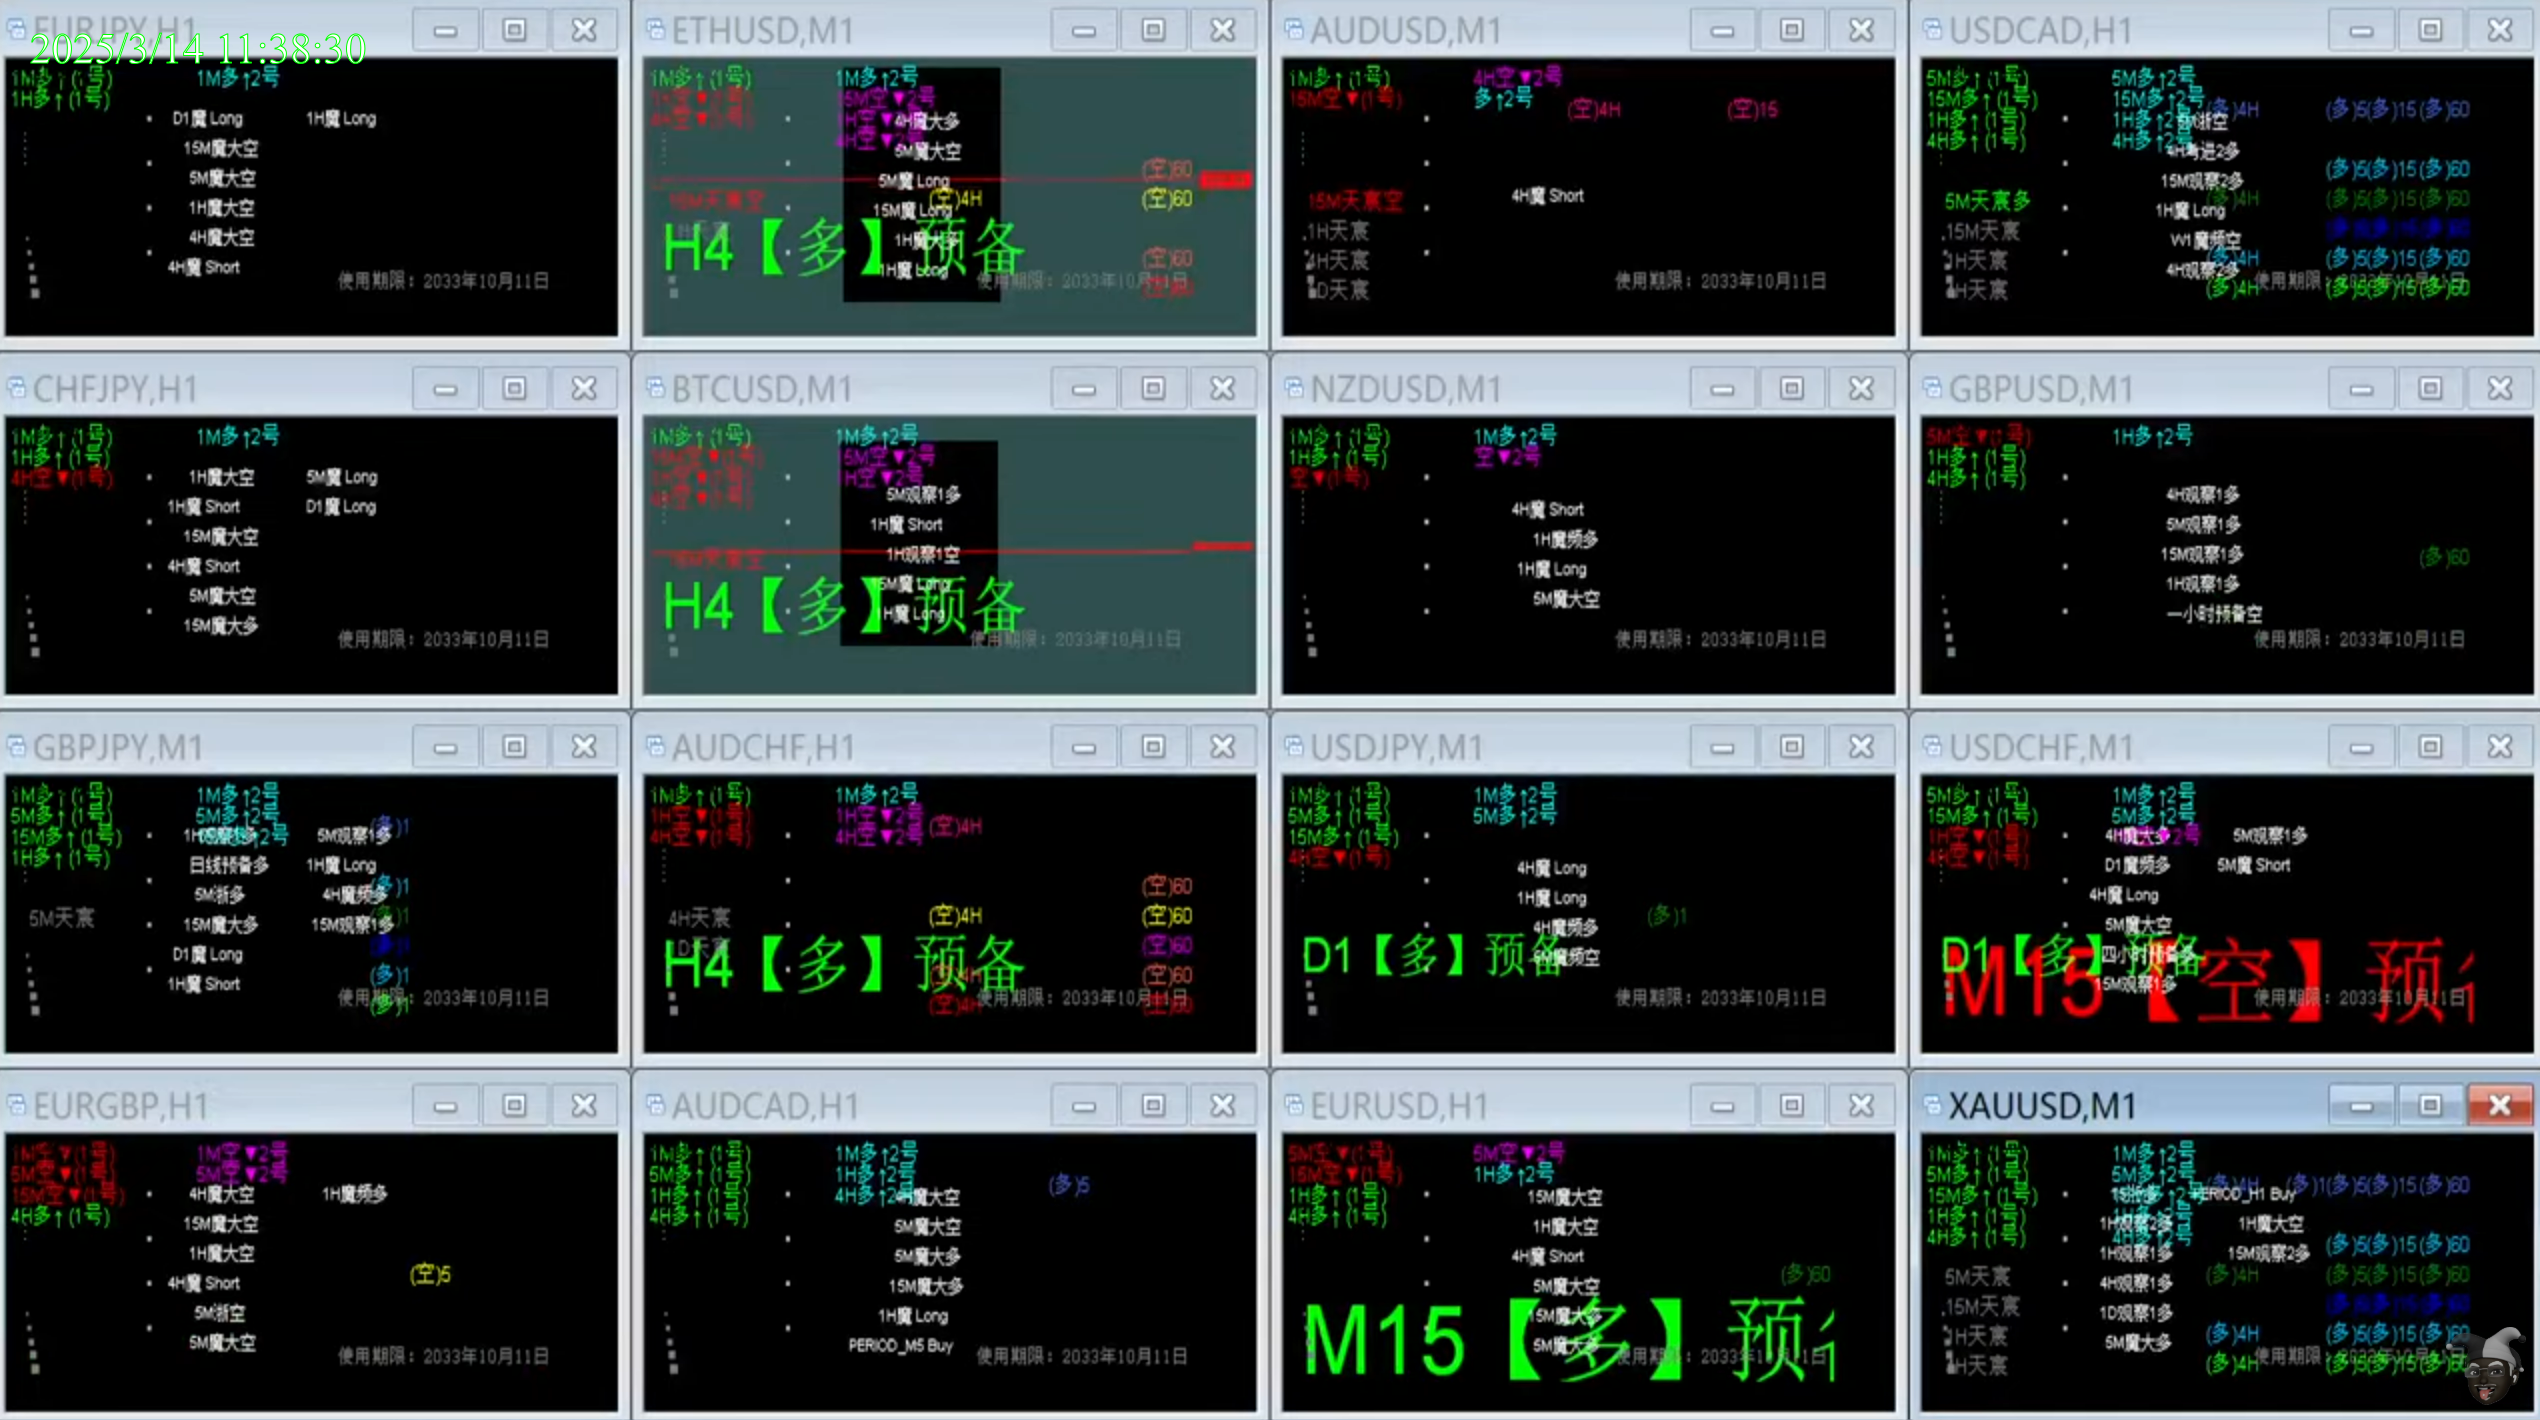 EURJPY,H1
2025/3/14 11:38:30
1M多↑(1号) 1M多↑2号
1H多↑(1号)
D1魔 Long 1H魔 Long
15M魔大空
5M魔大空
1H魔大空
4H魔大空
4H魔 Short
使用期限：2033年10月11日
ETHUSD,M1
1M多↑(1号) 1M多↑2号
15M空▼2号
4H魔大多
5M魔大空
(空)60
5M魔 Long
15M天宸空 (空)4H (空)60
15M魔 Long
1H魔大多
H4【多】预备
(空)60
1H魔 Long
使用期限：2033年10月11日
AUDUSD,M1
1M多↑(1号) 4H空▼2号
15M空▼(1号) 多↑2号
(空)4H (空)15
15M天宸空 4H魔 Short
1H天宸
4H天宸
D天宸
使用期限：2033年10月11日
USDCAD,H1
5M多↑(1号) 5M多↑2号
15M多↑(1号) 15M多↑2号
(多)4H (多)5(多)15(多)60
1H多↑(1号) 1H多↑2号
4H多↑(1号) 4H多↑2号
15M观察2多 (多)5(多)15(多)60
5M天宸多 (多)4H (多)5(多)15(多)60
1H魔 Long
15M天宸
W1魔频空
1H天宸 (多)4H (多)5(多)15(多)60
4H观察2多
4H天宸 (多)4H (多)5(多)15(多)60
CHFJPY,H1
1M多↑(1号) 1M多↑2号
1H多↑(1号)
4H空▼(1号)
1H魔大空 5M魔 Long
1H魔 Short D1魔 Long
15M魔大空
4H魔 Short
5M魔大空
15M魔大多
使用期限：2033年10月11日
BTCUSD,M1
1M多↑(1号) 1M多↑2号
15M空▼(1号) 5M空▼2号
1H空▼(1号) 1H空▼2号
4H空▼(1号)
5M观察1多
1H魔 Short
1H观察1空
15M天宸空
15M魔 Long
H4【多】预备
1H魔 Long
使用期限：2033年10月11日
NZDUSD,M1
1M多↑(1号) 1M多↑2号
1H多↑(1号) 空▼2号
空▼(1号)
4H魔 Short
1H魔频多
1H魔 Long
5M魔大空
使用期限：2033年10月11日
GBPUSD,M1
5M空▼(1号) 1H多↑2号
1H多↑(1号)
4H多↑(1号)
4H观察1多
5M观察1多
15M观察1多 (多)60
1H观察1多
一小时预备空
使用期限：2033年10月11日
GBPJPY,M1
1M多↑(1号) 1M多↑2号
5M多↑(1号) 5M多↑2号
15M多↑(1号) 5M观察1多 (多)1
1H多↑(1号)
日线预备多 1H魔 Long
5M浙多 4H魔频多 (多)1
5M天宸 15M魔大多 15M观察1多 (多)1
D1魔 Long
1H魔 Short (多)1
使用期限：2033年10月11日 (多)1
AUDCHF,H1
1M多↑(1号) 1M多↑2号
1H空▼(1号) 1H空▼2号
4H空▼(1号) 4H空▼2号 (空)4H
(空)60
4H天宸 (空)4H (空)60
D天宸 (空)60
H4【多】预备
(空)4H (空)60
(空)4H (空)60
使用期限：2033年10月11日
USDJPY,M1
1M多↑(1号) 1M多↑2号
5M多↑(1号) 5M多↑2号
15M多↑(1号)
4H空▼(1号)
4H魔 Long
1H魔 Long
4H魔频多 (多)1
D1【多】预备
5M魔频空
使用期限：2033年10月11日
USDCHF,M1
5M多↑(1号) 1M多↑2号
15M多↑(1号) 5M多↑2号
1H空▼(1号) 4H魔大多 5M观察1多
4H空▼(1号)
D1魔频多 5M魔 Short
4H魔 Long
5M魔大空
D1【多】预备
四小时预备多
M15【空】预
15M观察1多
使用期限：2033年10月11日
EURGBP,H1
1M空▼(1号) 1M空▼2号
5M空▼(1号) 5M空▼2号
15M空▼(1号) 4H魔大空 1H魔频多
4H多↑(1号)
15M魔大空
1H魔大空
4H魔 Short (空)5
5M浙空
5M魔大空
使用期限：2033年10月11日
AUDCAD,H1
1M多↑(1号) 1M多↑2号
5M多↑(1号) 1H多↑2号
1H多↑(1号) 4H多↑2号 (多)5
4H多↑(1号)
5M魔大空
5M魔大多
15M魔大多
1H魔 Long
PERIOD_M5 Buy
使用期限：2033年10月11日
EURUSD,H1
5M空▼(1号) 5M空▼2号
15M空▼(1号) 1H多↑2号
1H多↑(1号)
4H多↑(1号)
15M魔大空
1H魔大空
4H魔 Short
5M魔大空 (多)60
15M魔大多
M15【多】预
5M魔大多
使用期限：2033年10月11日
XAUUSD,M1
1M多↑(1号) 1M多↑2号
5M多↑(1号) 5M多↑2号
15M多↑(1号) (多)4H (多)1(多)5(多)15(多)60
PERIOD_H1 Buy
1H多↑(1号) 1H观察2多 1H魔大空
4H多↑(1号) 4H多↑2号 (多)5(多)15(多)60
1H观察1多 15M观察2多
5M天宸 4H观察1多 (多)4H (多)5(多)15(多)60
15M天宸 1D观察1多
1H天宸 5M魔大多 (多)4H (多)5(多)15(多)60
4H天宸 (多)4H (多)5(多)15(多)60